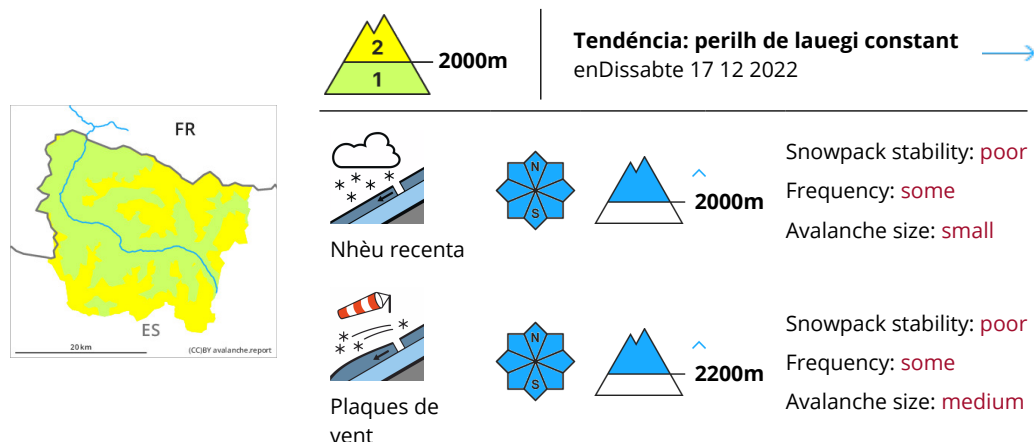 2
1
2000m
Tendéncia: perilh de lauegi constant
enDissabte 17 12 2022
FR
ES
20 km
(CC)BY avalanche.report
N
S
2000m
Snowpack stability: poor
Frequency: some
Avalanche size: small
Nhèu recenta
N
S
2200m
Snowpack stability: poor
Frequency: some
Avalanche size: medium
Plaques de
vent